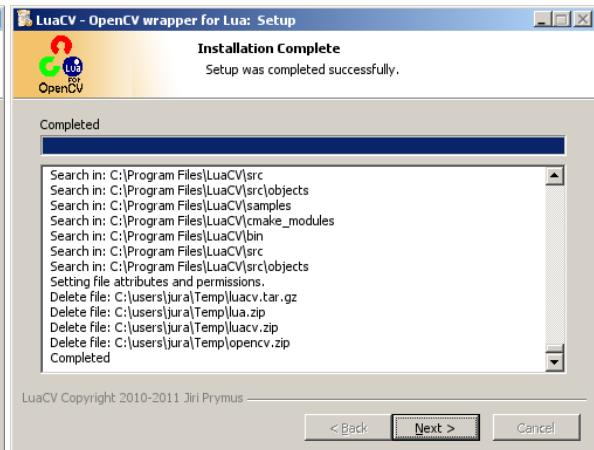 LuaCV - OpenCV wrapper for Lua: Setup
Installation Complete
Setup was completed successfully.
Lua
FOR
OpenCV
Completed
Search in: C:\Program Files\LuaCV\src
Search in: C:\Program Files\LuaCV\src\objects
Search in: C:\Program Files\LuaCV\samples
Search in: C:\Program Files\LuaCV\cmake_modules
Search in: C:\Program Files\LuaCV\bin
Search in: C:\Program Files\LuaCV\src
Search in: C:\Program Files\LuaCV\src\objects
Setting file attributes and permissions.
Delete file: C:\users\jura\Temp\luacv.tar.gz
Delete file: C:\users\jura\Temp\lua.zip
Delete file: C:\users\jura\Temp\luacv.zip
Delete file: C:\users\jura\Temp\opencv.zip
Completed
LuaCV Copyright 2010-2011 Jiri Prymus
< Back Next > Cancel